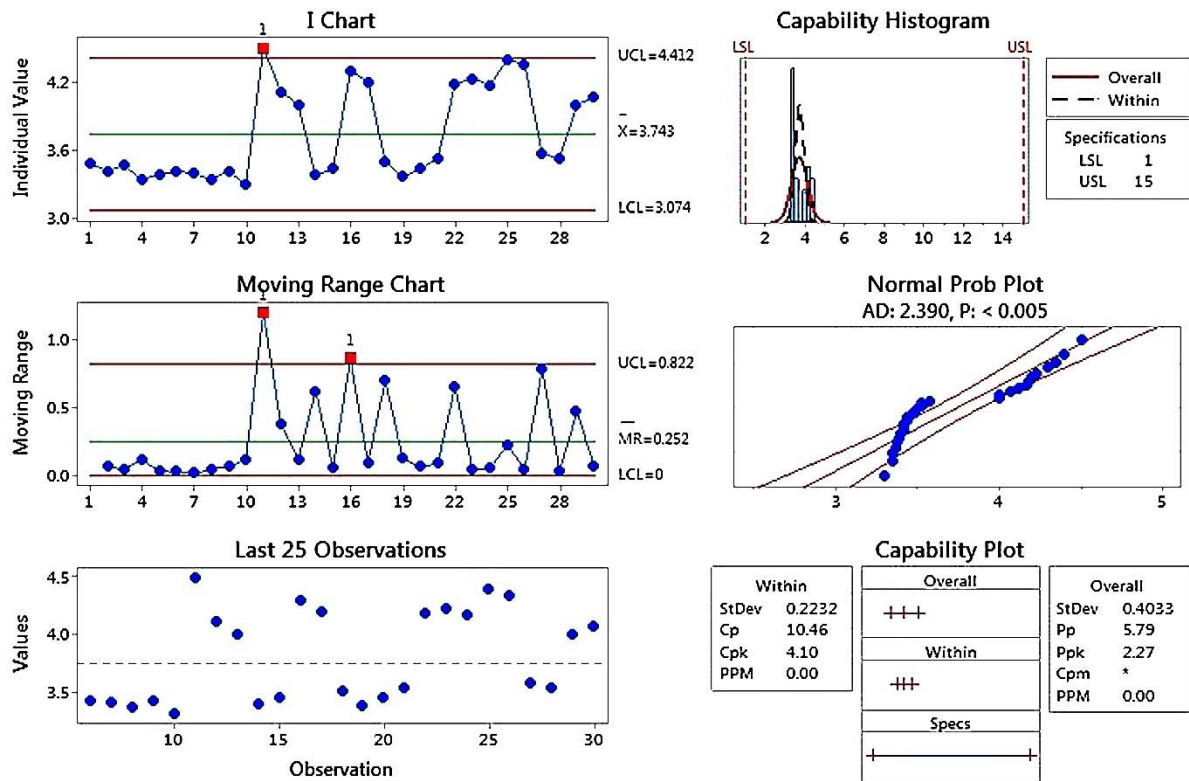 I Chart
1
Individual Value
4.2
3.6
3.0
UCL=4.412
X̄=3.743
LCL=3.074
1 4 7 10 13 16 19 22 25 28
Capability Histogram
LSL
USL
2 4 6 8 10 12 14
Overall
Within
Specifications
LSL 1
USL 15
Moving Range Chart
1
1
Moving Range
1.0
0.5
0.0
UCL=0.822
M̅R̅=0.252
LCL=0
1 4 7 10 13 16 19 22 25 28
Normal Prob Plot
AD: 2.390, P: < 0.005
3 4 5
Last 25 Observations
Values
4.5
4.0
3.5
10 15 20 25 30
Observation
Capability Plot
Within
StDev 0.2232
Cp 10.46
Cpk 4.10
PPM 0.00
Overall
Within
Specs
Overall
StDev 0.4033
Pp 5.79
Ppk 2.27
Cpm *
PPM 0.00